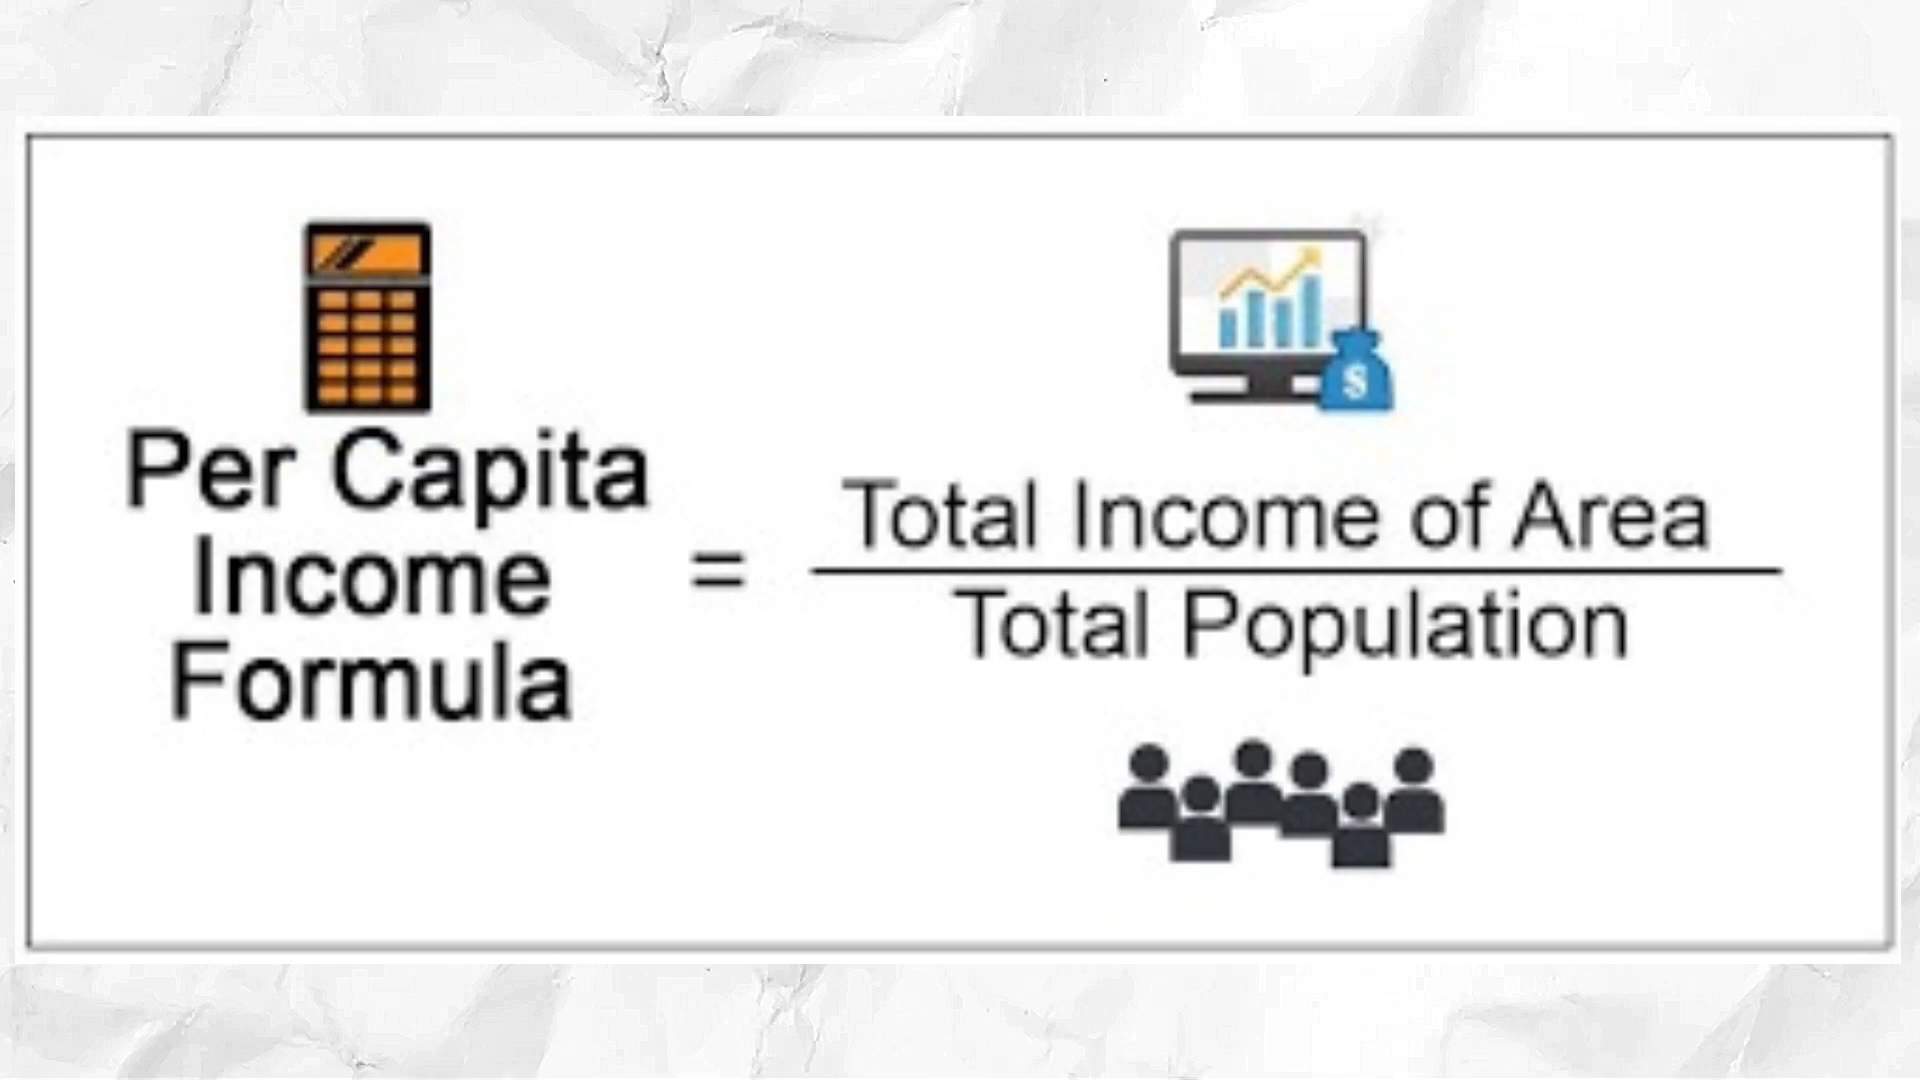 Per Capita
Income
Formula
=
Total Income of Area
Total Population
$